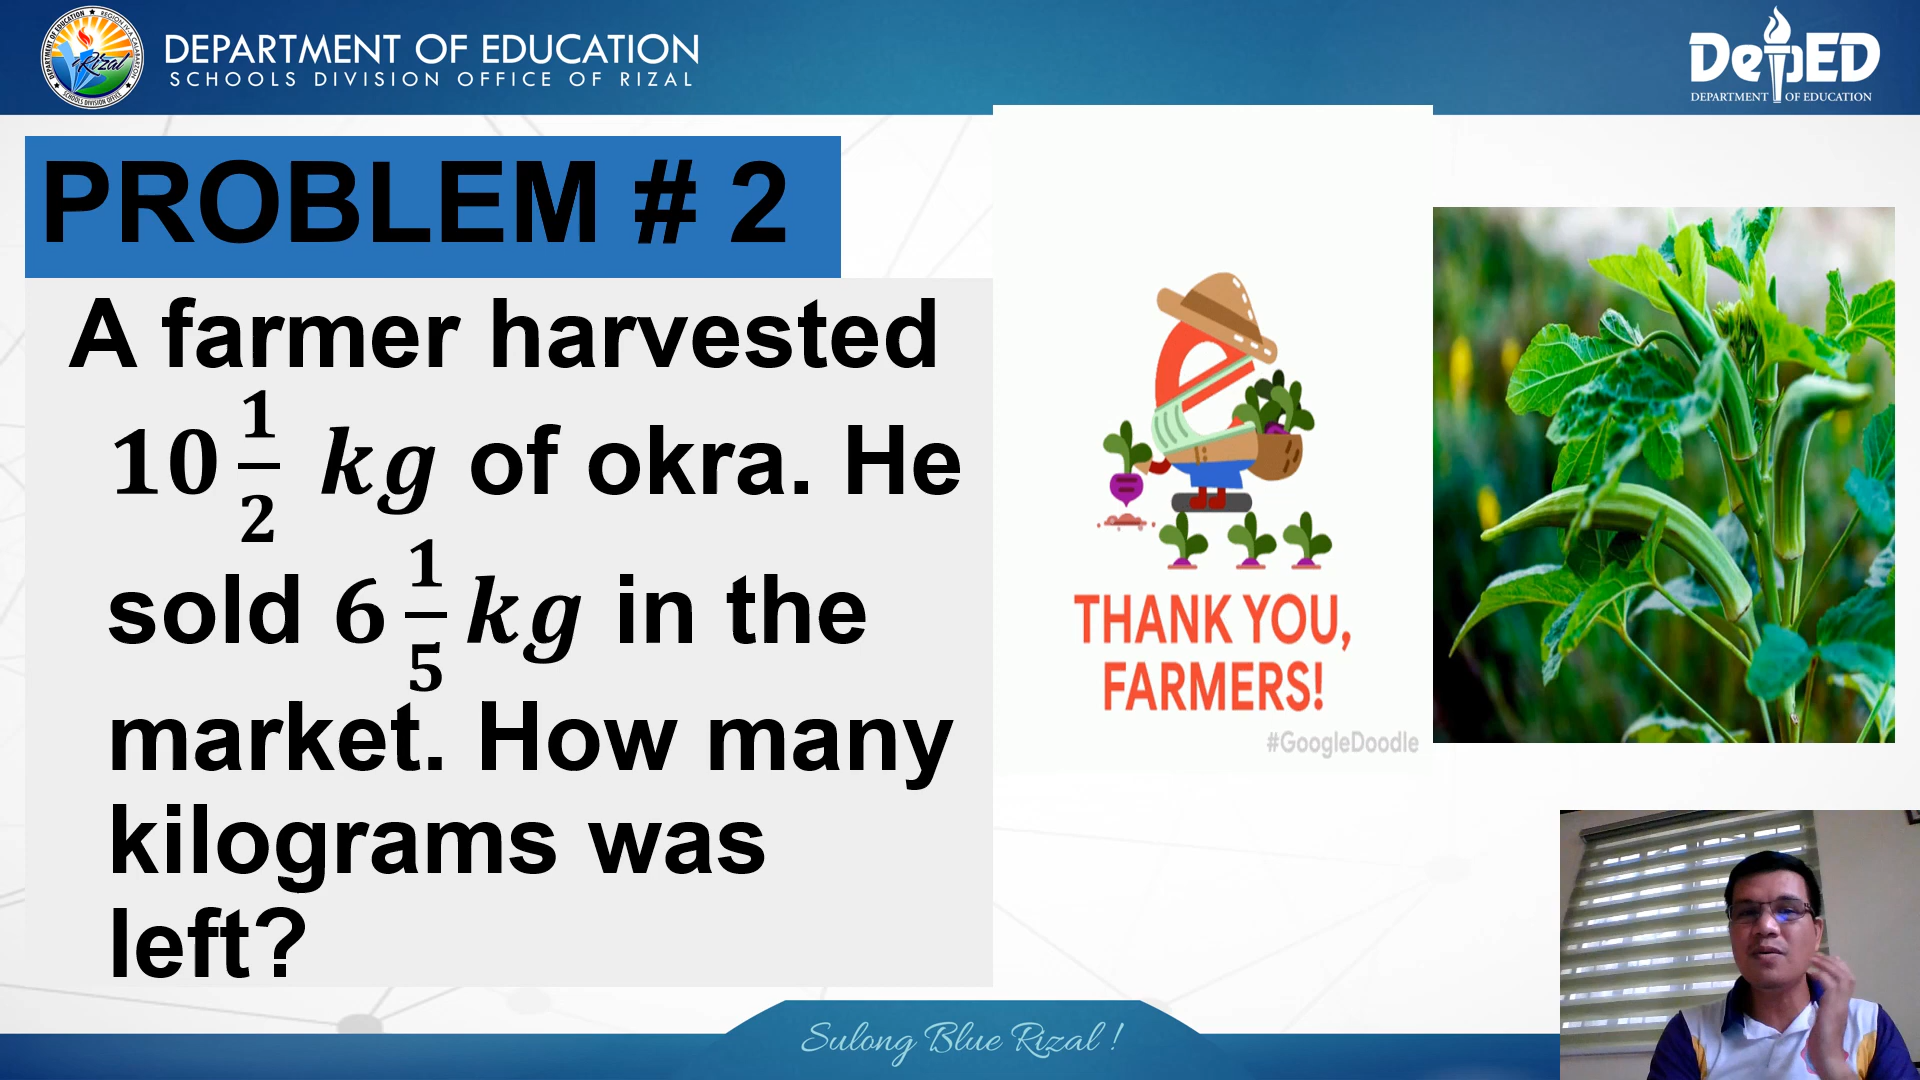 DEPARTMENT OF EDUCATION
SCHOOLS DIVISION OFFICE OF RIZAL
Rizal
DepED
DEPARTMENT OF EDUCATION
PROBLEM # 2
A farmer harvested
10 1/2 kg of okra. He
sold 6 1/5 kg in the
market. How many
kilograms was
left?
THANK YOU,
FARMERS!
#GoogleDoodle
Sulong Blue Rizal !